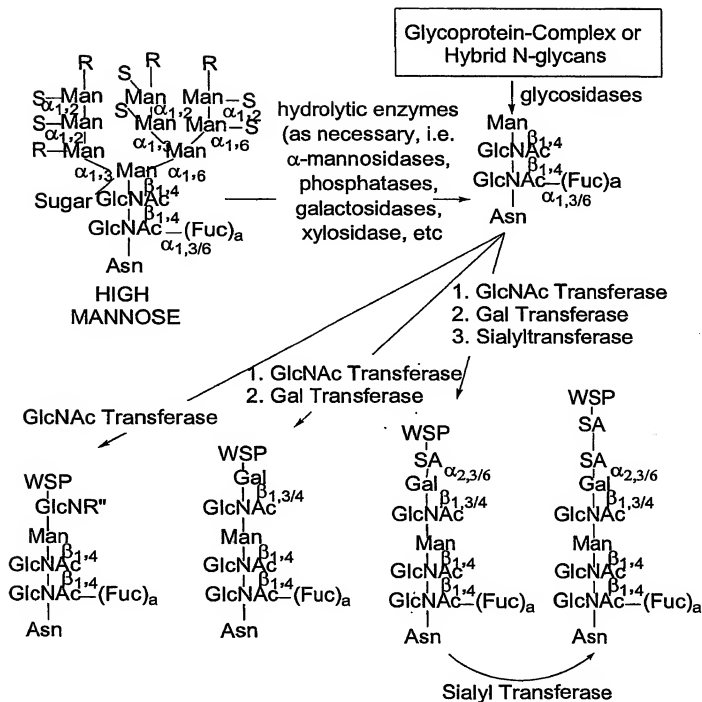 Glycoprotein-Complex or
Hybrid N-glycans
glycosidases
R
S
R
R
S-Man
Man
Man-S
α1,2
α1,2
α1,2
S-Man
S
Man
Man-S
α1,2
α1,3
α1,6
R-Man
Man
α1,3
Man
α1,6
Sugar
GlcNAc
β1,4
β1,4
GlcNAc-(Fuc)a
α1,3/6
Asn
HIGH
MANNOSE
hydrolytic enzymes
(as necessary, i.e.
α-mannosidases,
phosphatases,
galactosidases,
xylosidase, etc
Man
β1,4
GlcNAc
β1,4
GlcNAc-(Fuc)a
α1,3/6
Asn
1. GlcNAc Transferase
2. Gal Transferase
3. Sialyltransferase
1. GlcNAc Transferase
2. Gal Transferase
GlcNAc Transferase
WSP
GlcNR"
Man
β1,4
GlcNAc
β1,4
GlcNAc-(Fuc)a
Asn
WSP
Gal
β1,3/4
GlcNAc
Man
β1,4
GlcNAc
β1,4
GlcNAc-(Fuc)a
Asn
WSP
SA
α2,3/6
Gal
β1,3/4
GlcNAc
Man
β1,4
GlcNAc
β1,4
GlcNAc-(Fuc)a
Asn
WSP
SA
SA
α2,3/6
Gal
β1,3/4
GlcNAc
Man
β1,4
GlcNAc
β1,4
GlcNAc-(Fuc)a
Asn
Sialyl Transferase